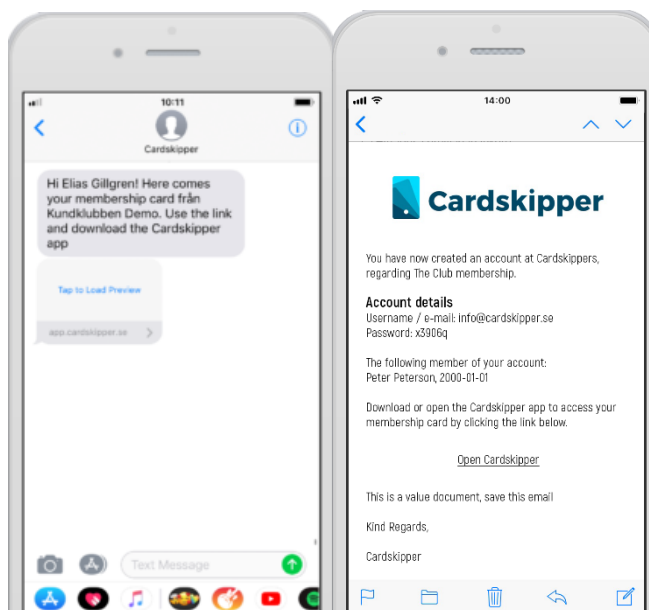 10:11
Cardskipper
Hi Elias Gillgren! Here comes
your membership card från
Kundklubben Demo. Use the link
and download the Cardskipper
app
Tap to Load Preview
app.cardskipper.se
Text Message
14:00
Cardskipper
You have now created an account at Cardskippers,
regarding The Club membership.
Account details
Username / e-mail: info@cardskipper.se
Password: x3906q
The following member of your account:
Peter Peterson, 2000-01-01
Download or open the Cardskipper app to access your
membership card by clicking the link below.
Open Cardskipper
This is a value document, save this email
Kind Regards,
Cardskipper